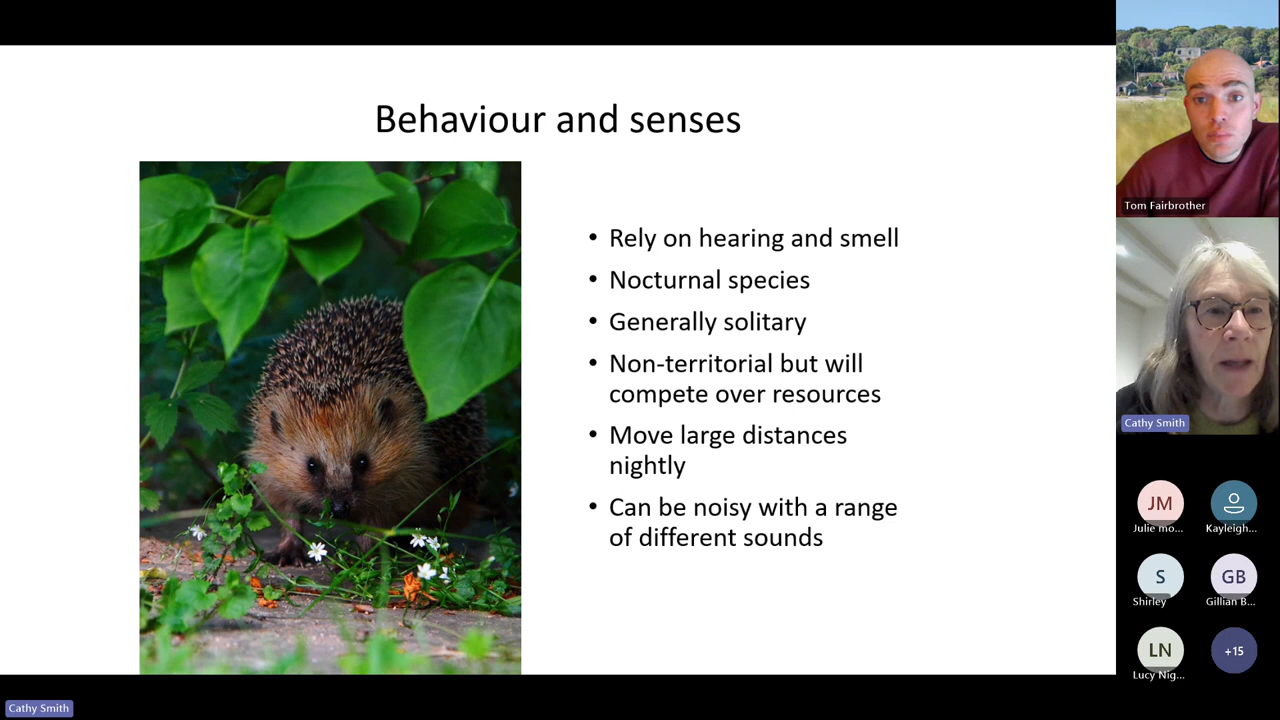 Behaviour and senses
• Rely on hearing and smell
• Nocturnal species
• Generally solitary
• Non-territorial but will
compete over resources
• Move large distances
nightly
• Can be noisy with a range
of different sounds
Tom Fairbrother
Cathy Smith
JM
Julie mo...
Kayleigh...
S
Shirley
GB
Gillian B...
LN
Lucy Nig...
+15
Cathy Smith